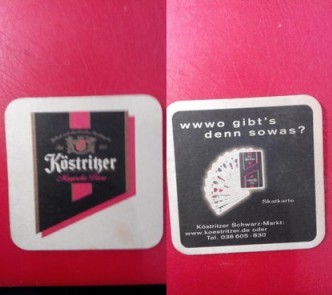 Köstritzer
wwwo gibt's
denn sowas?
Skatkarte
Köstritzer Schwarz-Markt:
www.koestritzer.de oder
Tel. 036 605 - 830